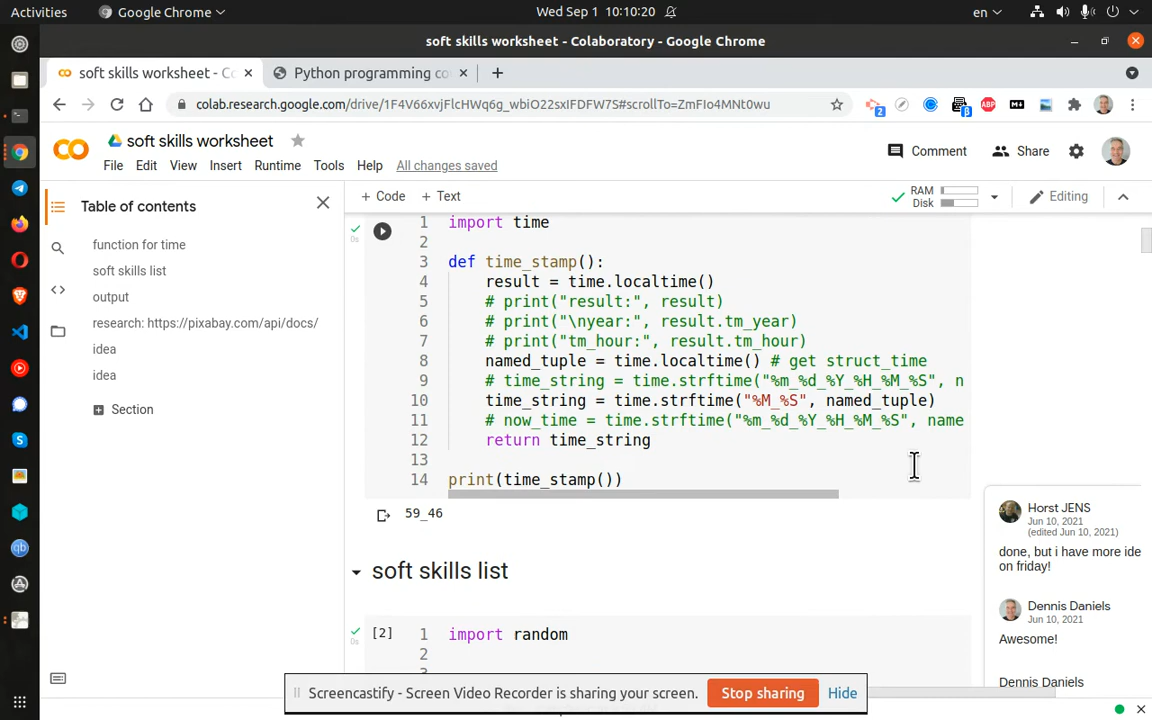 Activities
Google Chrome
Wed Sep 1 10:10:20
en
soft skills worksheet - Colaboratory - Google Chrome
soft skills worksheet - Co
Python programming co
colab.research.google.com/drive/1F4V66xvjFlcHWq6g_wbiO22sxIFDFW7S#scrollTo=ZmFIo4MNt0wu
2
β
ABP
soft skills worksheet
File Edit View Insert Runtime Tools Help All changes saved
Comment
Share
+ Code + Text
RAM
Disk
Editing
Table of contents
function for time
soft skills list
output
research: https://pixabay.com/api/docs/
idea
idea
Section
0s
1 import time
2
3 def time_stamp():
4 result = time.localtime()
5 # print("result:", result)
6 # print("\nyear:", result.tm_year)
7 # print("tm_hour:", result.tm_hour)
8 named_tuple = time.localtime() # get struct_time
9 # time_string = time.strftime("%m_%d_%Y_%H_%M_%S", n
10 time_string = time.strftime("%M_%S", named_tuple)
11 # now_time = time.strftime("%m_%d_%Y_%H_%M_%S", name
12 return time_string
13
14 print(time_stamp())
59_46
soft skills list
0s
[2]
1 import random
2
3
Horst JENS
Jun 10, 2021
(edited Jun 10, 2021)
done, but i have more ide
on friday!
Dennis Daniels
Jun 10, 2021
Awesome!
Dennis Daniels
Screencastify - Screen Video Recorder is sharing your screen.
Stop sharing
Hide